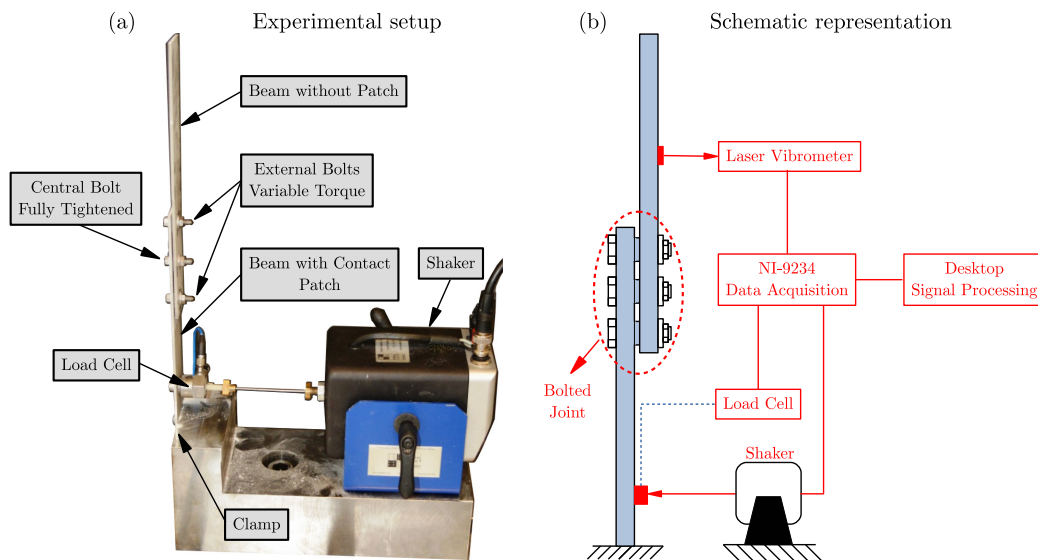 (a)
Experimental setup
Beam without Patch
External Bolts
Variable Torque
Central Bolt
Fully Tightened
Beam with Contact
Patch
Shaker
Load Cell
Clamp
(b)
Schematic representation
Laser Vibrometer
NI-9234
Data Acquisition
Desktop
Signal Processing
Bolted
Joint
Load Cell
Shaker